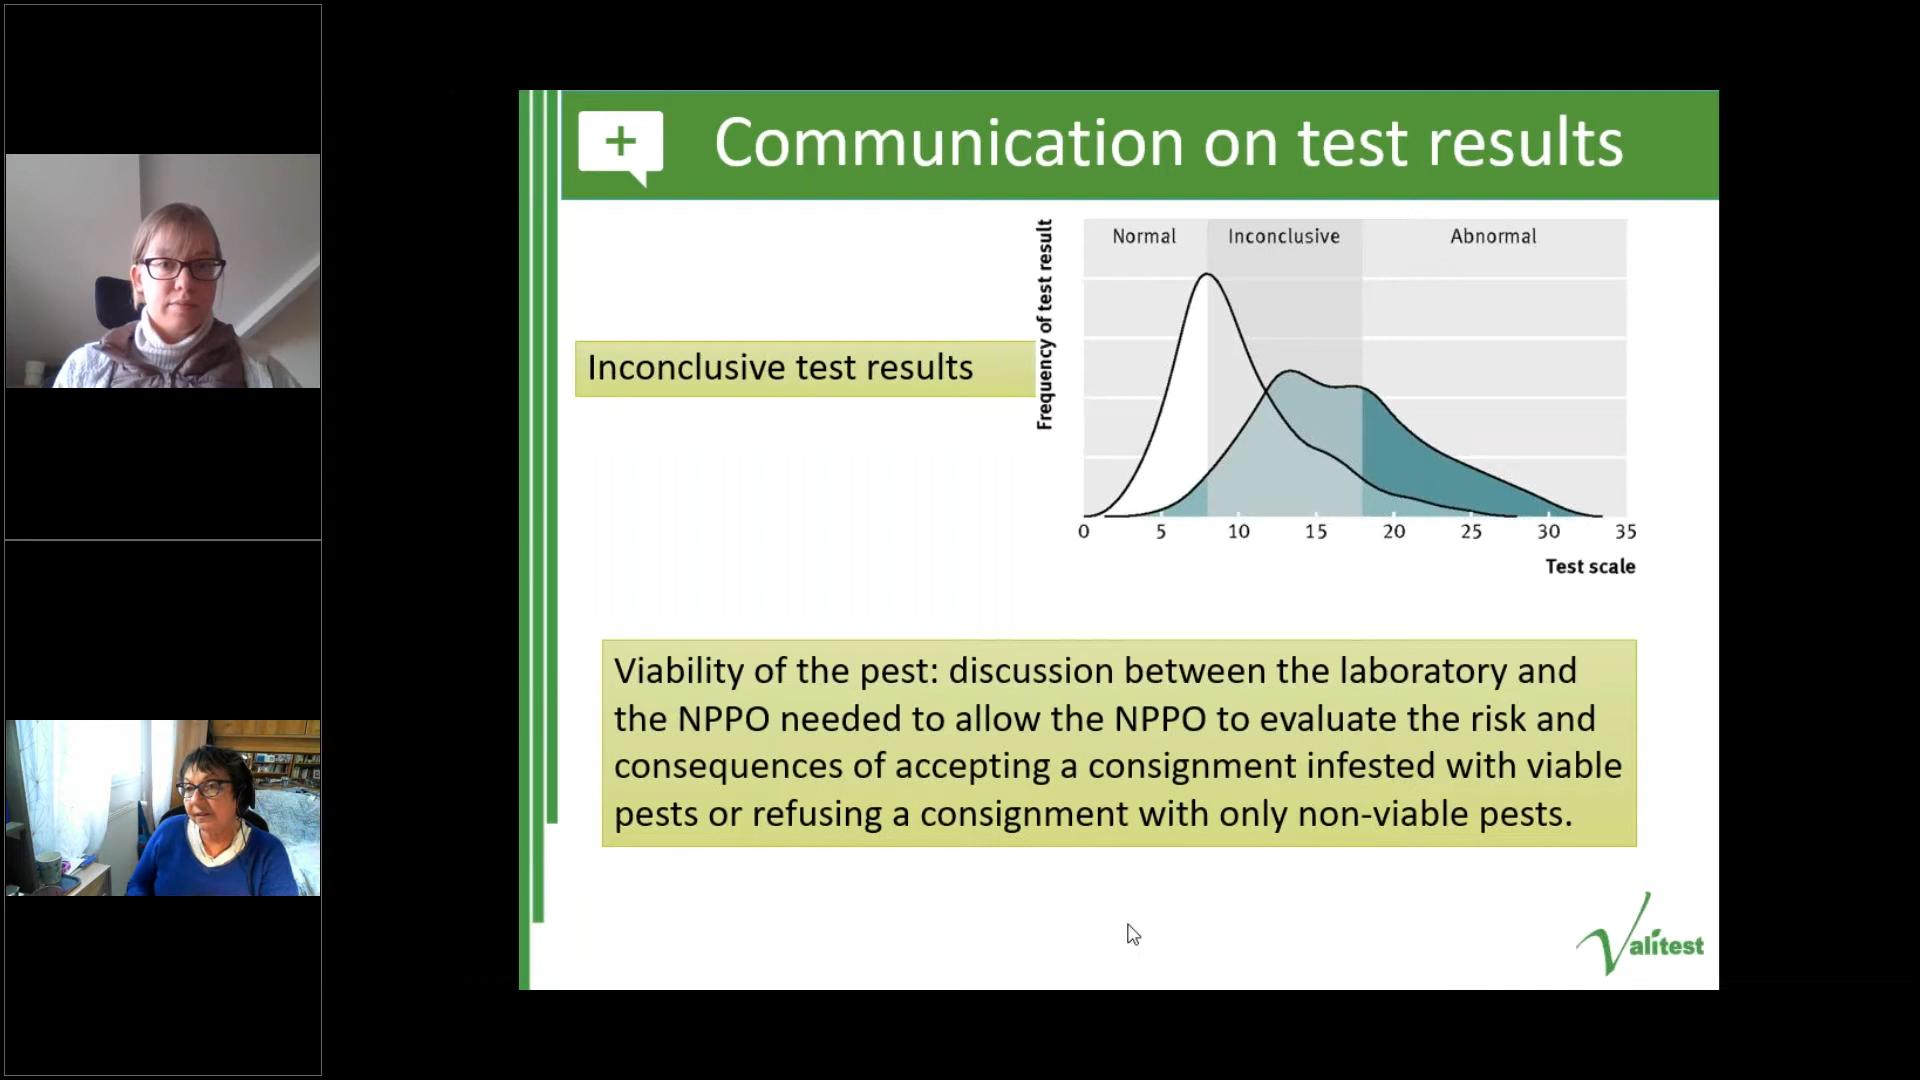 Communication on test results
Inconclusive test results
Frequency of test result
Normal
Inconclusive
Abnormal
0 5 10 15 20 25 30 35
Test scale
Viability of the pest: discussion between the laboratory and
the NPPO needed to allow the NPPO to evaluate the risk and
consequences of accepting a consignment infested with viable
pests or refusing a consignment with only non-viable pests.
Valitest